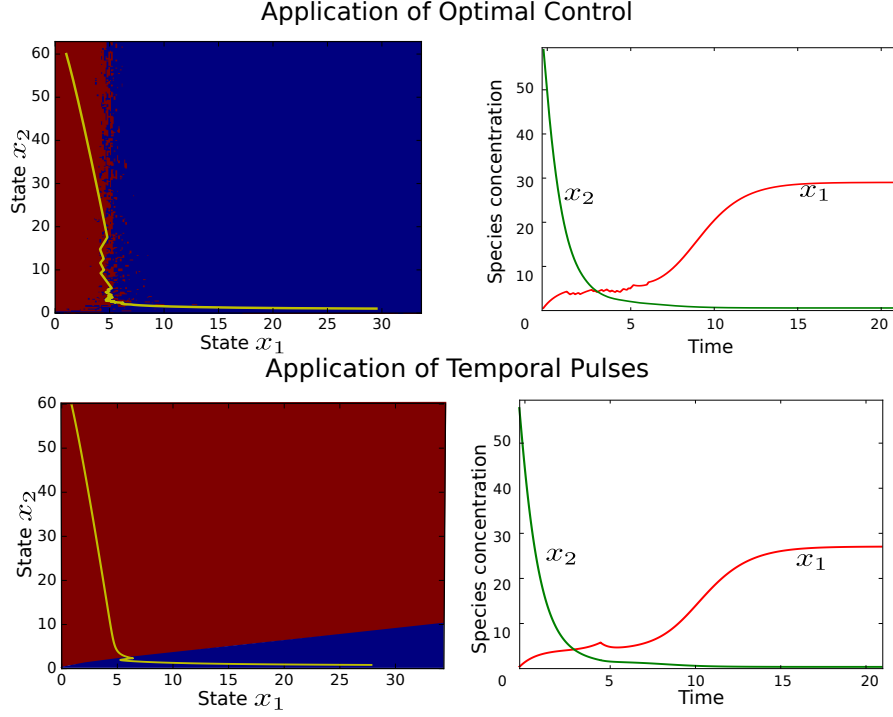 Application of Optimal Control
State x₂
60
50
40
30
20
10
0
0 5 10 15 20 25 30
State x₁
Species concentration
50
40
30
20
10
x₂
x₁
5 10 15 20
Time
Application of Temporal Pulses
State x₂
60
50
40
30
20
10
0
0 5 10 15 20 25 30
State x₁
Species concentration
50
40
30
20
10
0
x₂
x₁
5 10 15 20
Time